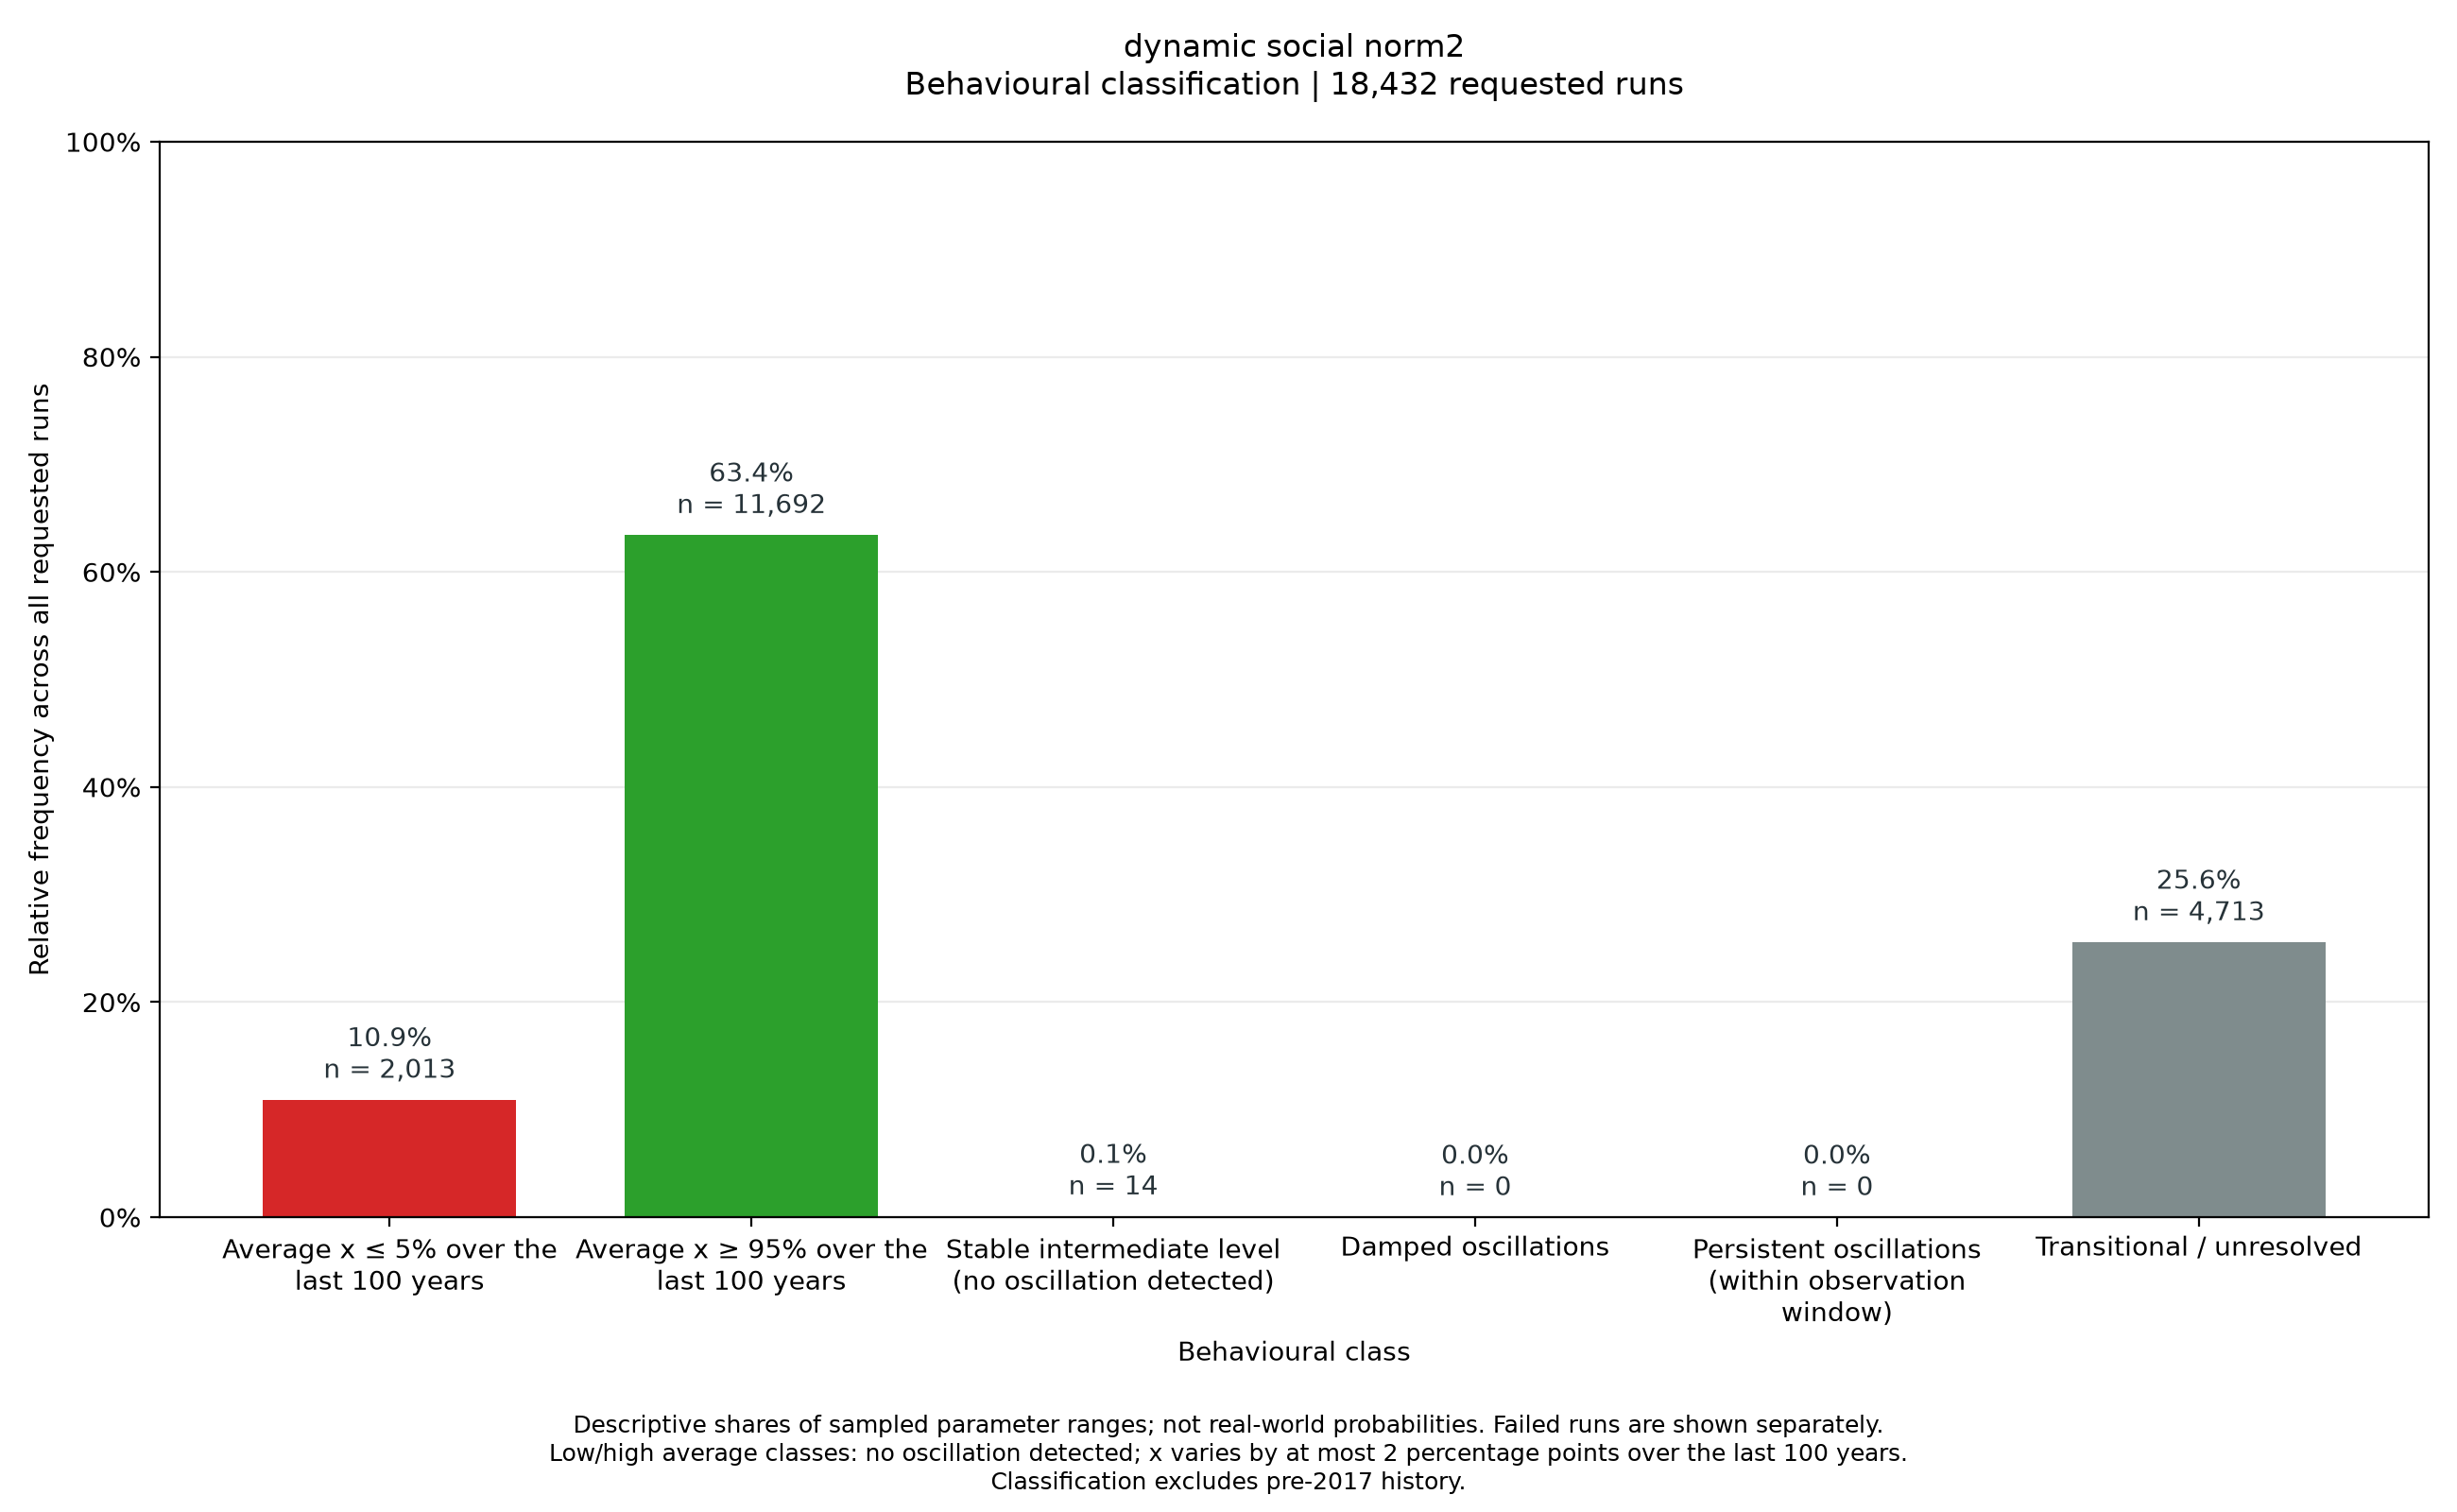 dynamic social norm2
Behavioural classification | 18,432 requested runs
Relative frequency across all requested runs
100%
80%
60%
40%
20%
0%
10.9%
n = 2,013
63.4%
n = 11,692
0.1%
n = 14
0.0%
n = 0
0.0%
n = 0
25.6%
n = 4,713
Average x ≤ 5% over the
last 100 years
Average x ≥ 95% over the
last 100 years
Stable intermediate level
(no oscillation detected)
Damped oscillations
Persistent oscillations
(within observation
window)
Transitional / unresolved
Behavioural class
Descriptive shares of sampled parameter ranges; not real-world probabilities. Failed runs are shown separately.
Low/high average classes: no oscillation detected; x varies by at most 2 percentage points over the last 100 years.
Classification excludes pre-2017 history.